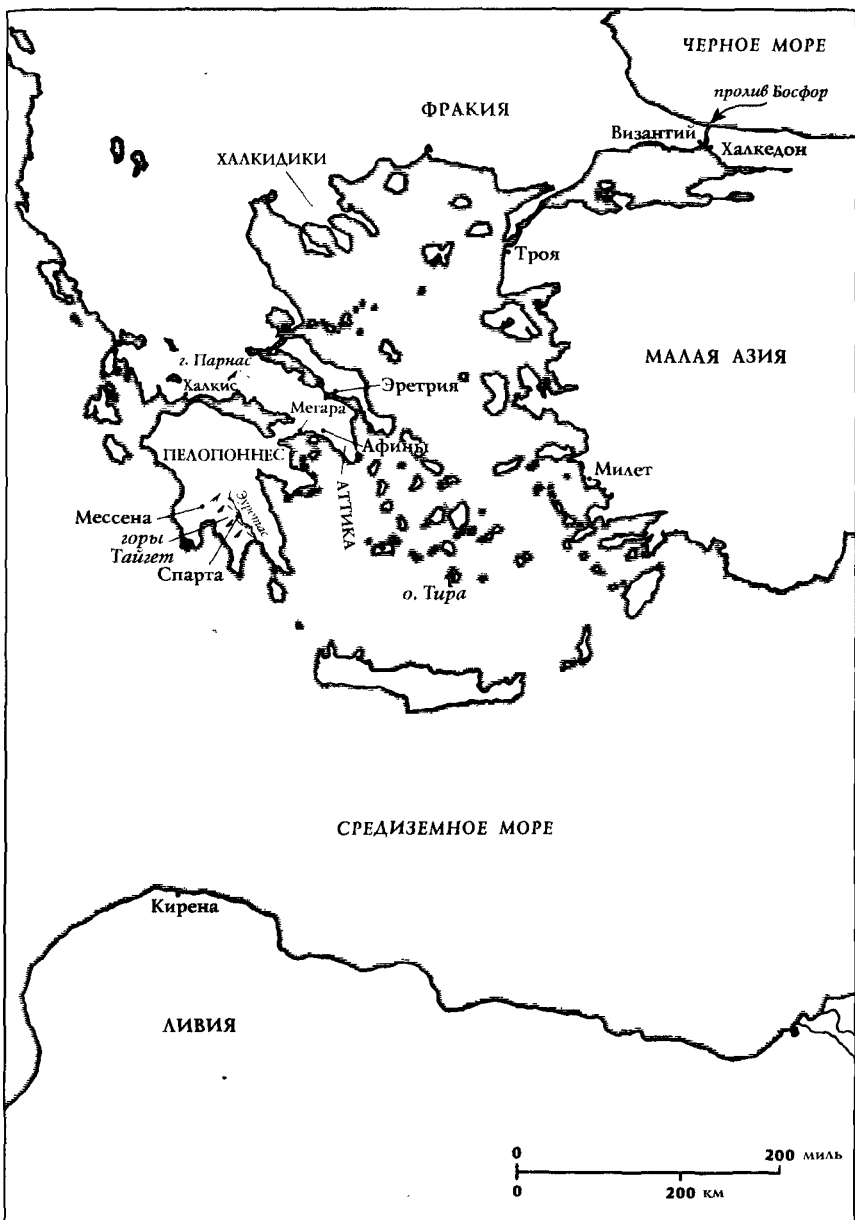 ЧЕРНОЕ МОРЕ
пролив Босфор
ФРАКИЯ
Византий
Халкедон
ХАЛКИДИКИ
Троя
МАЛАЯ АЗИЯ
г. Парнас
Халкис
Эретрия
Мегара
Афины
ПЕЛОПОННЕС
АТТИКА
Милет
Эвротас
Мессена
горы
Тайгет
Спарта
о. Тира
СРЕДИЗЕМНОЕ МОРЕ
Кирена
ЛИВИЯ
0 200 миль
0 200 км